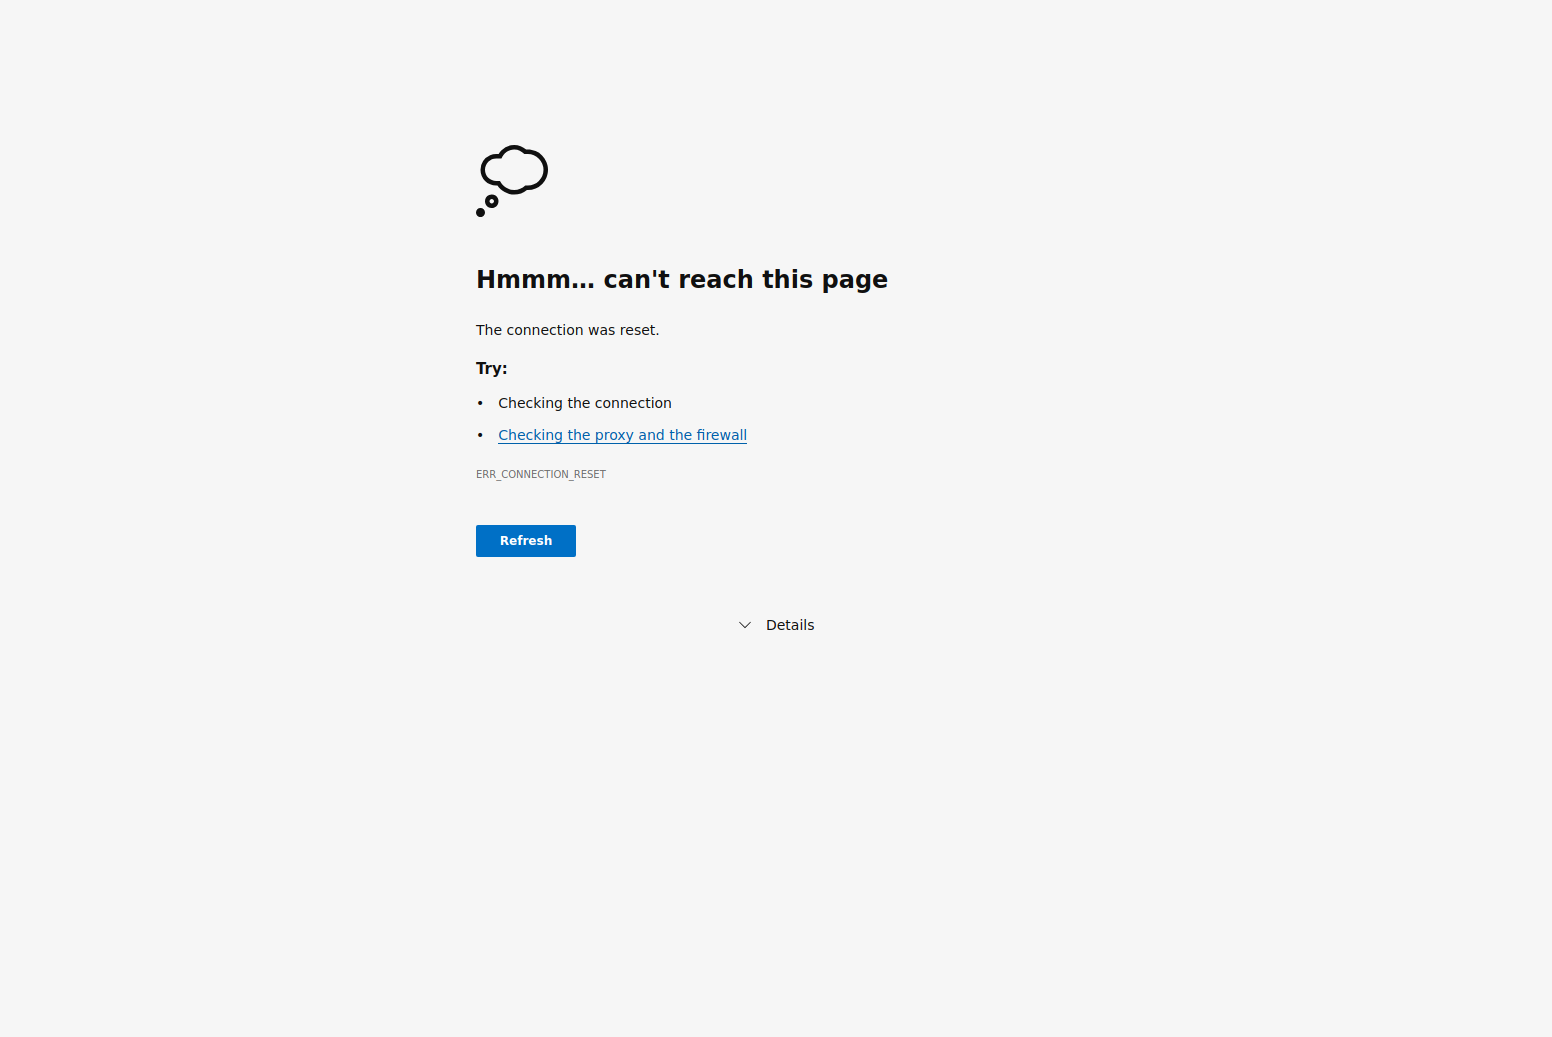 Hmmm… can't reach this page
The connection was reset.
Try:
• Checking the connection
• Checking the proxy and the firewall
ERR_CONNECTION_RESET
Refresh
Details